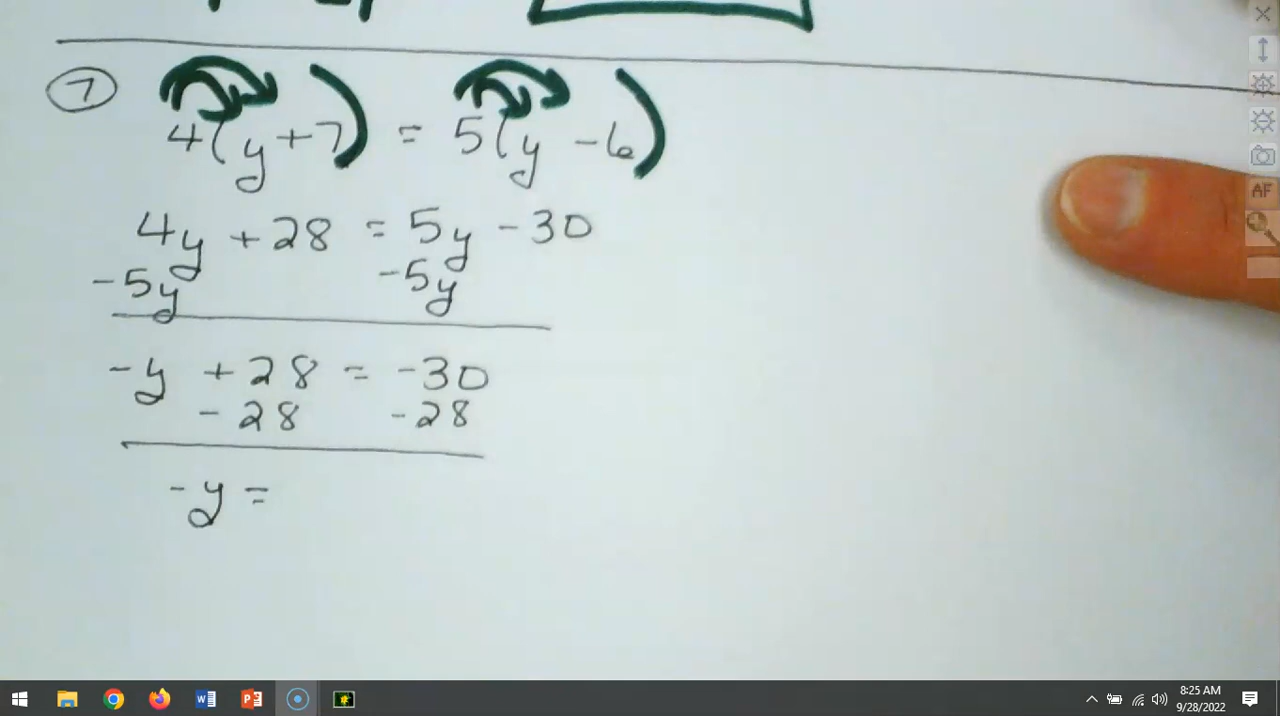 7
4(y+7) = 5(y-6)
4y +28 = 5y -30
-5y -5y
-y +28 = -30
-28 -28
-y =
AF
8:25 AM
9/28/2022